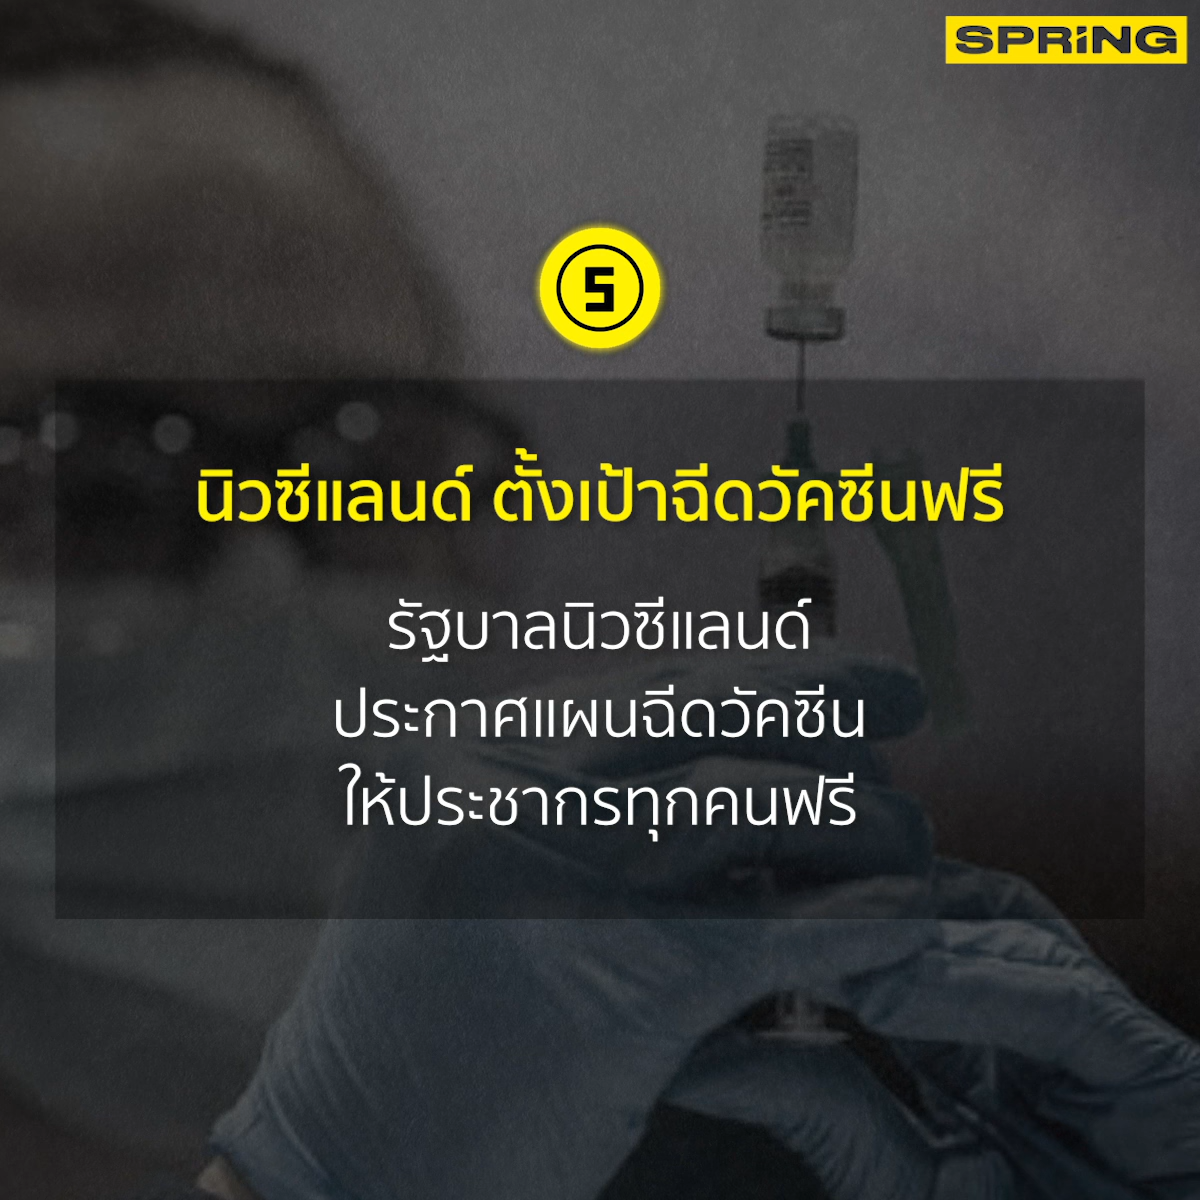 SPRiNG
5
นิวซีแลนด์ ตั้งเป้าฉีดวัคซีนฟรี
รัฐบาลนิวซีแลนด์
ประกาศแผนฉีดวัคซีน
ให้ประชากรทุกคนฟรี